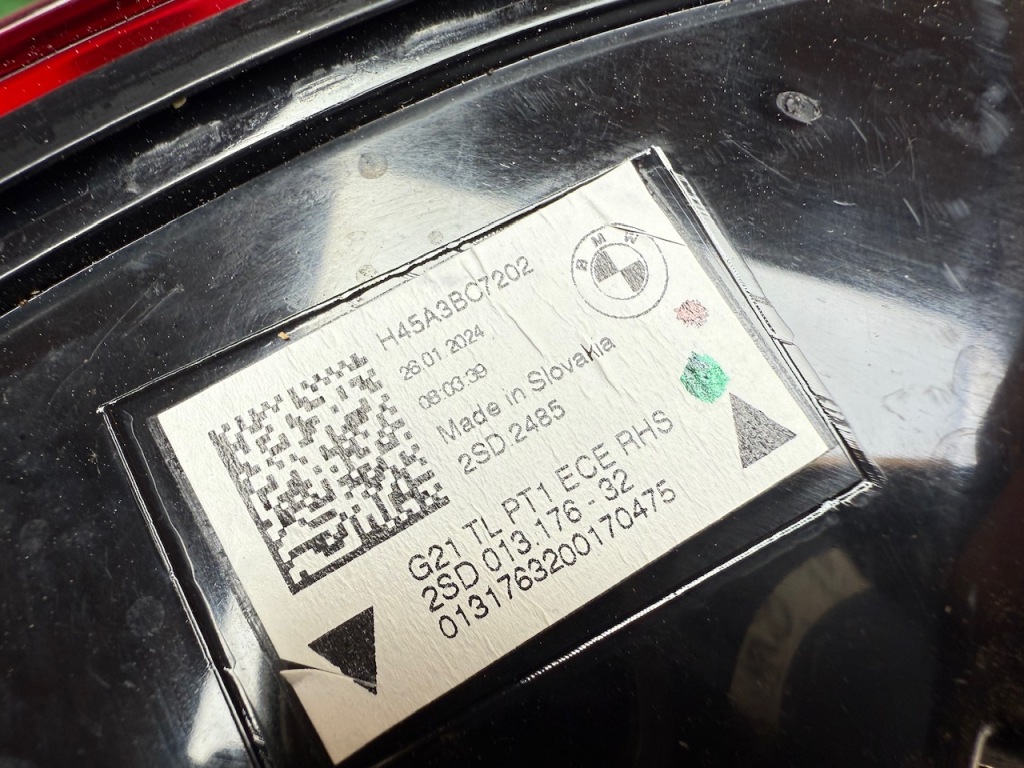 BMW
H45A3BC7202
26.01.2024
08:03:39
Made in Slovakia
2SD.2485
G21 TL PT1 ECE RHS
2SD 013.176-32
0131763200170475